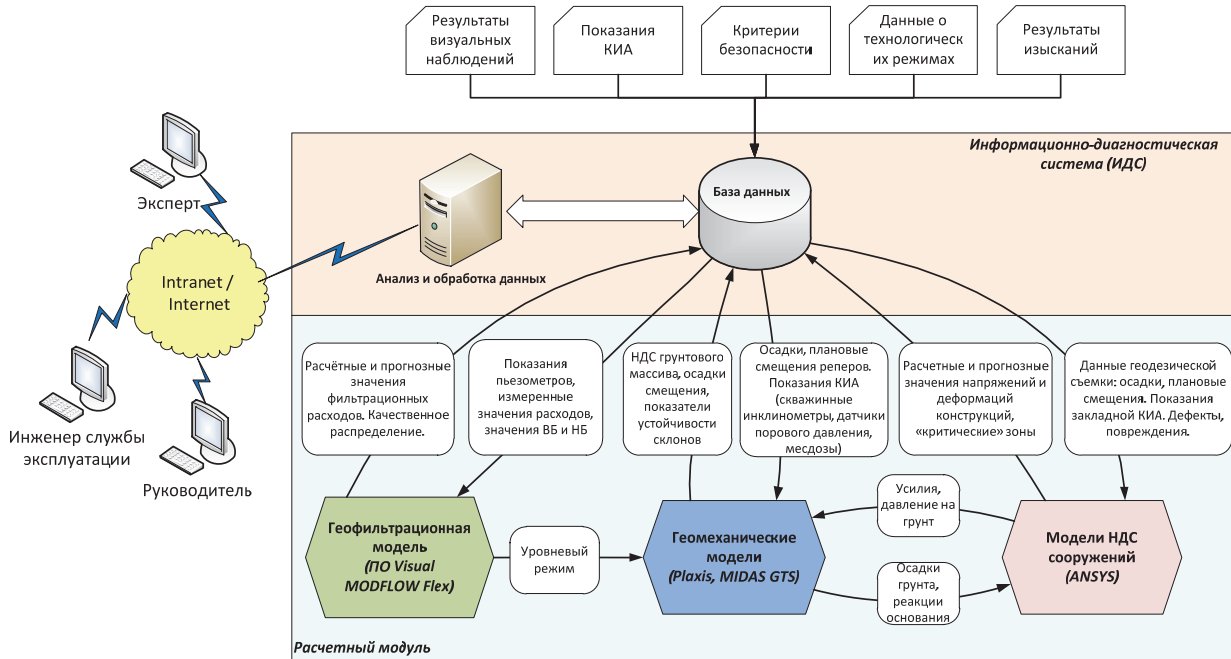 Результаты
визуальных
наблюдений
Показания
КИА
Критерии
безопасности
Данные о
технологическ
их режимах
Результаты
изысканий
Информационно-диагностическая
система (ИДС)
База данных
Анализ и обработка данных
Эксперт
Intranet /
Internet
Инженер службы
эксплуатации
Руководитель
Расчётные и прогнозные
значения
фильтрационных
расходов. Качественное
распределение.
Показания
пьезометров,
измеренные
значения расходов,
значения ВБ и НБ
НДС грунтового
массива, осадки
смещения,
показатели
устойчивости
склонов
Осадки, плановые
смещения реперов.
Показания КИА
(скважинные
инклинометры, датчики
порового давления,
месдозы)
Расчетные и прогнозные
значения напряжений и
деформаций
конструкций,
«критические» зоны
Данные геодезической
съемки: осадки, плановые
смещения. Показания
закладной КИА. Дефекты,
повреждения.
Геофильтрационная
модель
(ПО Visual
MODFLOW Flex)
Уровневый
режим
Геомеханические
модели
(Plaxis, MIDAS GTS)
Усилия,
давление на
грунт
Осадки
грунта,
реакции
основания
Модели НДС
сооружений
(ANSYS)
Расчетный модуль